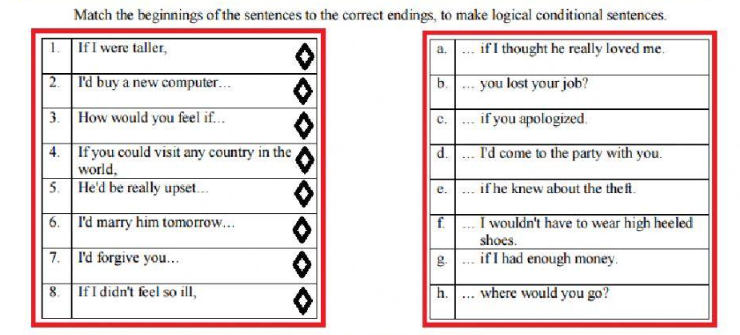 Match the beginnings of the sentences to the correct endings, to make logical conditional sentences.
1. If I were taller,
2. I'd buy a new computer…
3. How would you feel if…
4. If you could visit any country in the
world,
5. He'd be really upset…
6. I'd marry him tomorrow…
7. I'd forgive you…
8. If I didn't feel so ill,
a. … if I thought he really loved me.
b. … you lost your job?
c. … if you apologized.
d. … I'd come to the party with you.
e. … if he knew about the theft.
f. … I wouldn't have to wear high heeled
shoes.
g. … if I had enough money.
h. … where would you go?